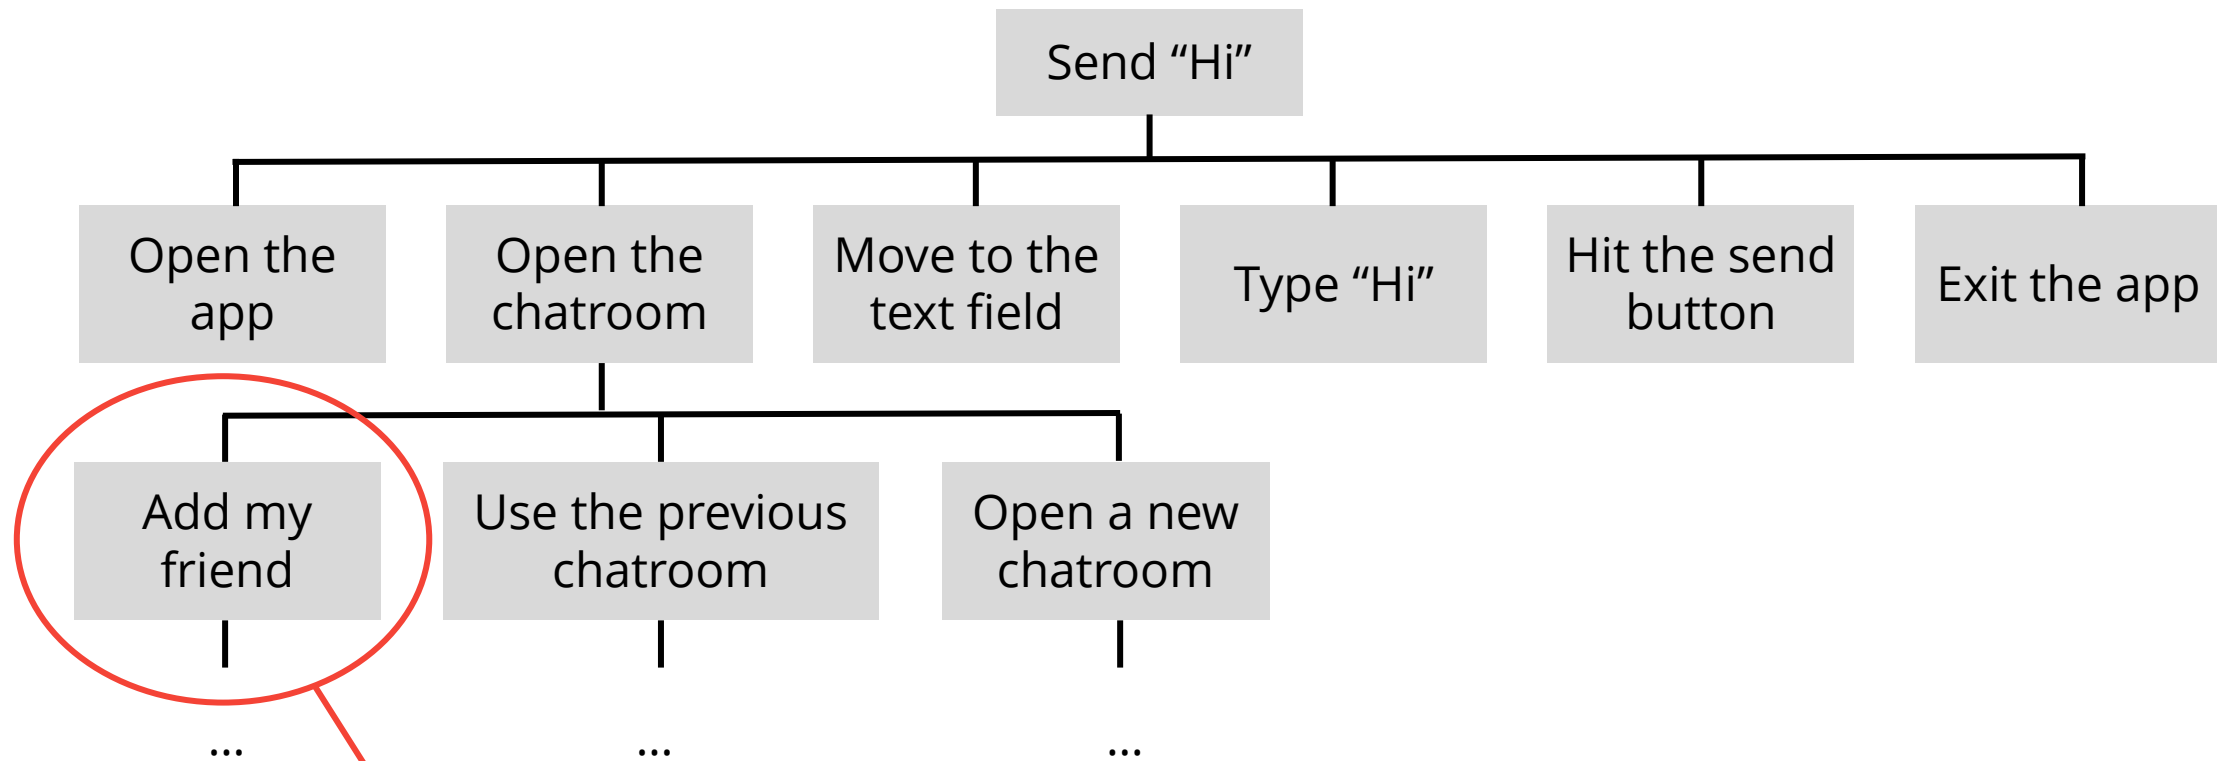 Send “Hi”
Open the
app
Open the
chatroom
Move to the
text field
Type “Hi”
Hit the send
button
Exit the app
Add my
friend
Use the previous
chatroom
Open a new
chatroom
...
...
...